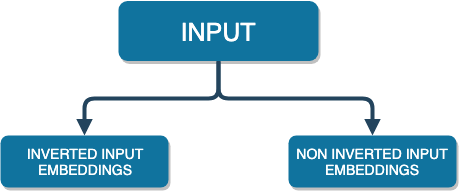 INPUT
INVERTED INPUT
EMBEDDINGS
NON INVERTED INPUT
EMBEDDINGS